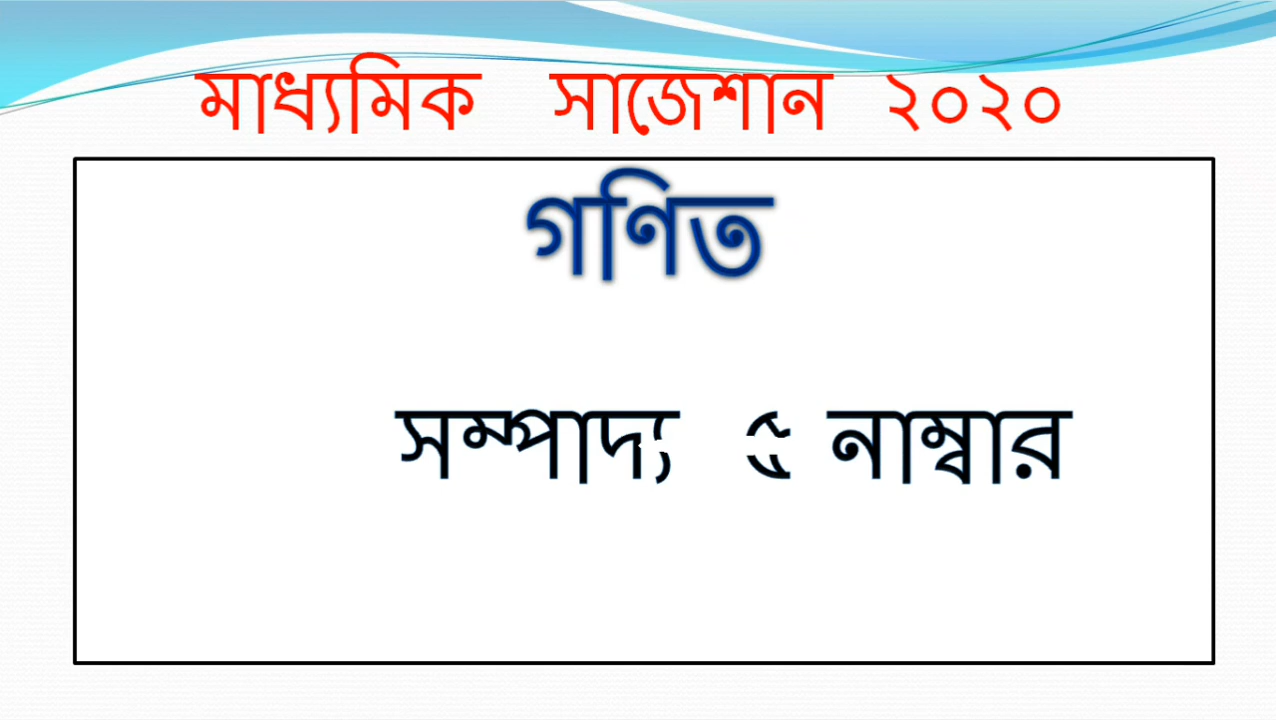 মাধ্যমিক সাজেশান ২০২০
গণিত
সম্পাদ্য ৫ নাম্বার